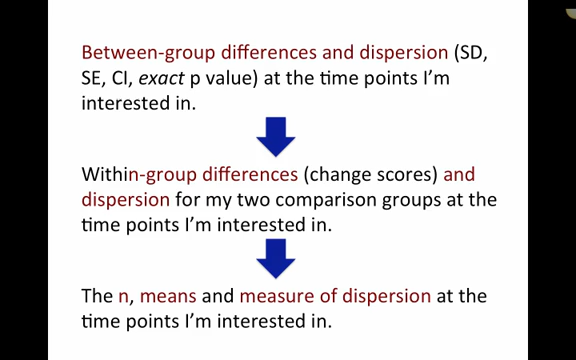 Between-group differences and dispersion (SD,
SE, CI, exact p value) at the time points I'm
interested in.
Within-group differences (change scores) and
dispersion for my two comparison groups at the
time points I'm interested in.
The n, means and measure of dispersion at the
time points I'm interested in.